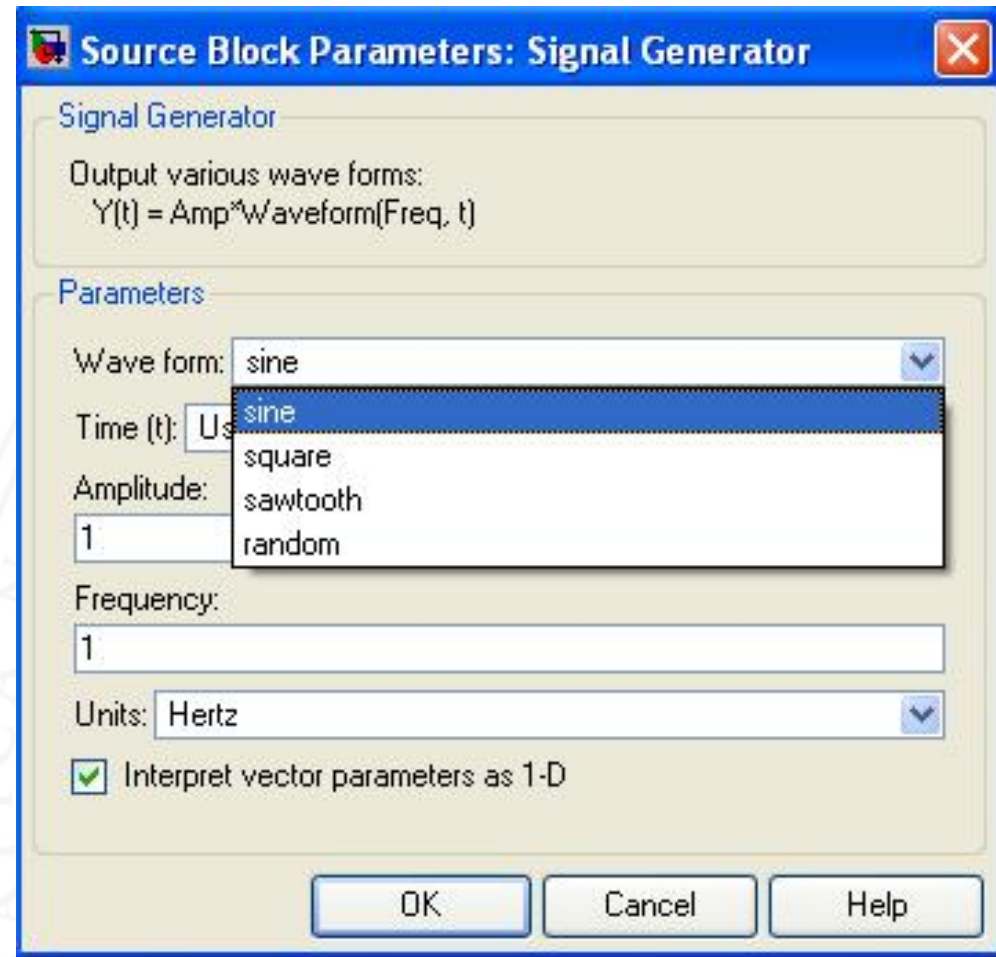 Source Block Parameters: Signal Generator
Signal Generator
Output various wave forms:
Y(t) = Amp*Waveform(Freq, t)
Parameters
Wave form: sine
sine
Time (t):
square
Amplitude:
sawtooth
1
random
Frequency:
1
Units: Hertz
Interpret vector parameters as 1-D
OK Cancel Help